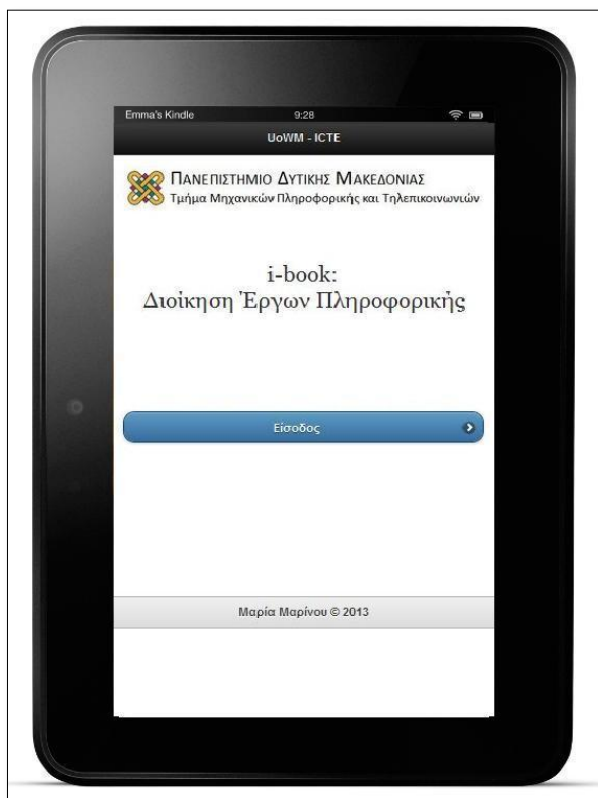 Emma's Kindle 9:28
UoWM - ICTE
ΠΑΝΕΠΙΣΤΗΜΙΟ ΔΥΤΙΚΗΣ ΜΑΚΕΔΟΝΙΑΣ
Τμήμα Μηχανικών Πληροφορικής και Τηλεπικοινωνιών
i-book:
Διοίκηση Έργων Πληροφορικής
Είσοδος
Μαρία Μαρίνου © 2013